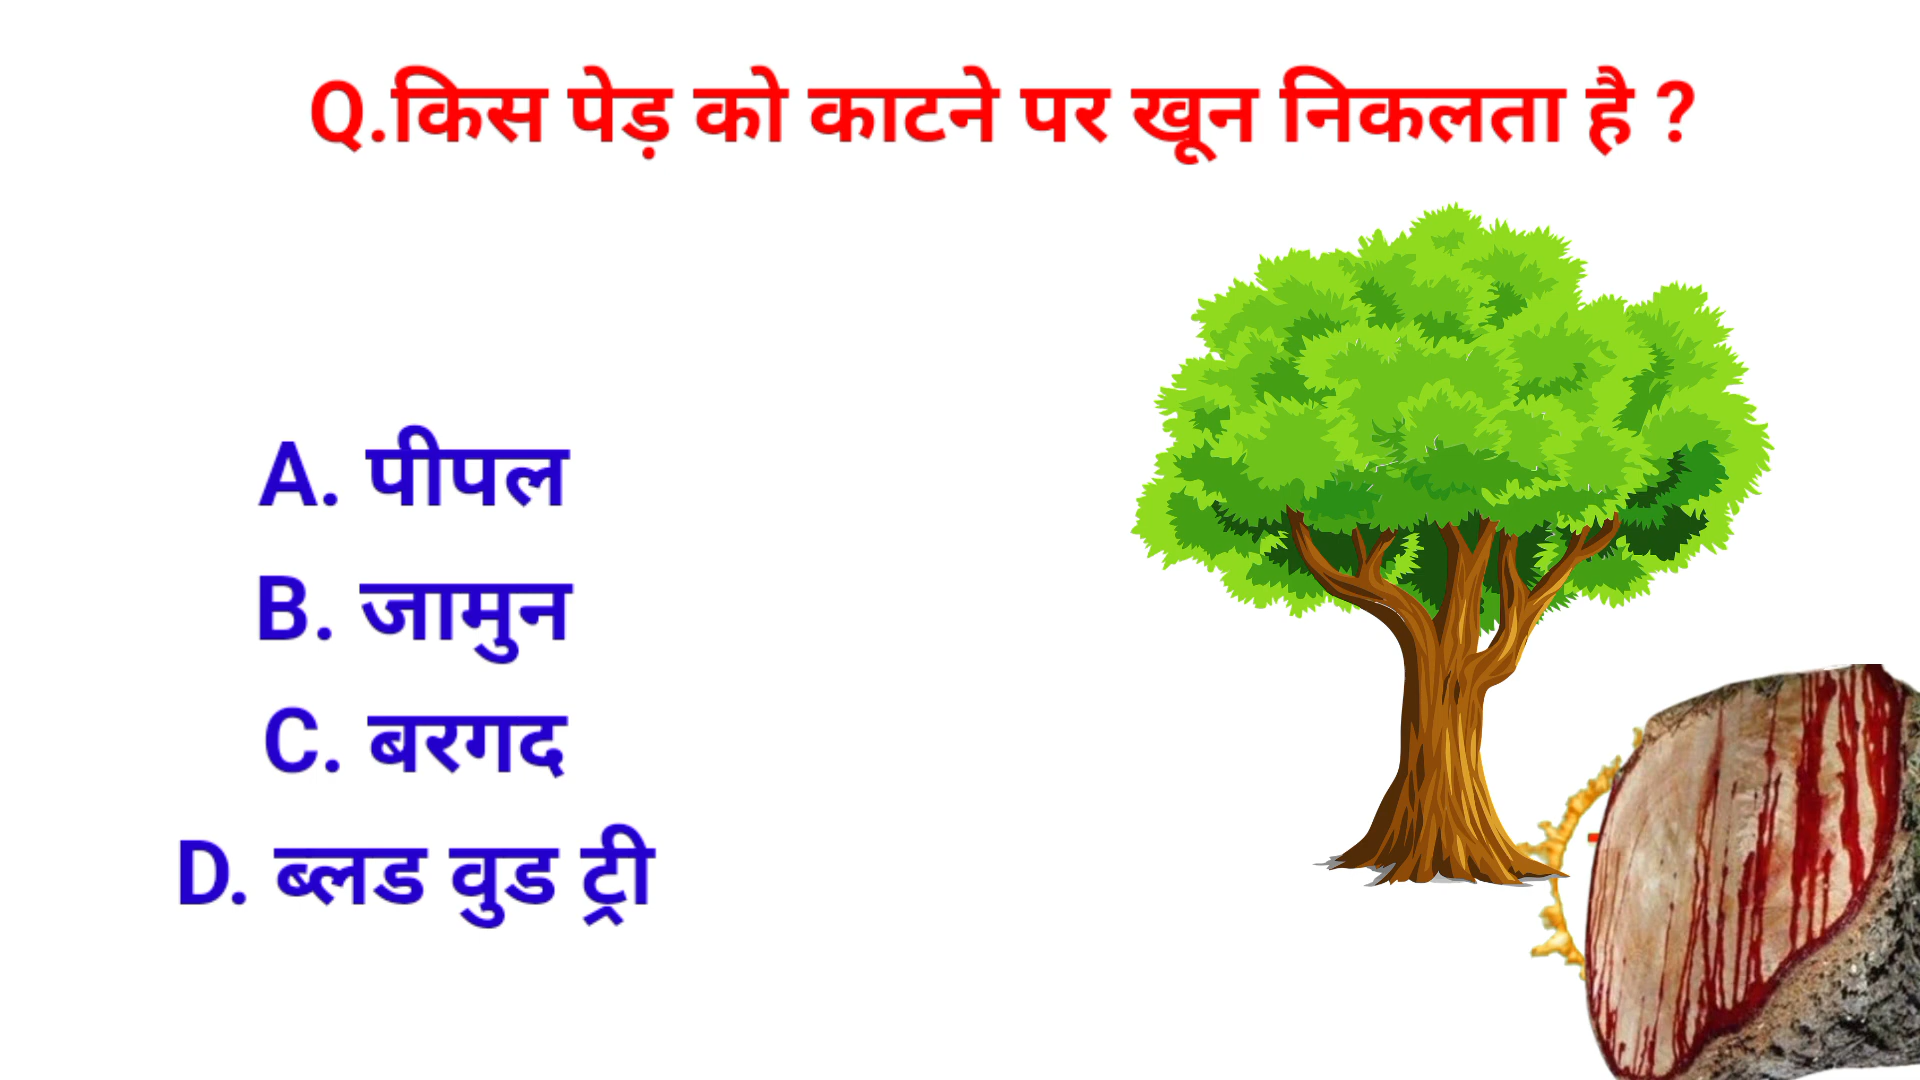 Q.किस पेड़ को काटने पर खून निकलता है ?
A. पीपल
B. जामुन
C. बरगद
D. ब्लड वुड ट्री